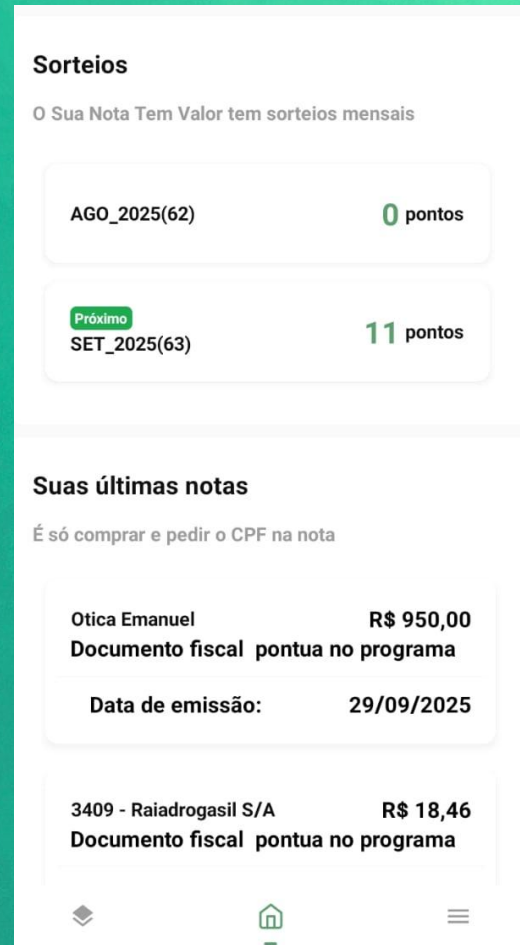 Sorteios
O Sua Nota Tem Valor tem sorteios mensais
AGO_2025(62) 0 pontos
Próximo
SET_2025(63) 11 pontos
Suas últimas notas
É só comprar e pedir o CPF na nota
Otica Emanuel R$ 950,00
Documento fiscal pontua no programa
Data de emissão: 29/09/2025
3409 - Raiadrogasil S/A R$ 18,46
Documento fiscal pontua no programa